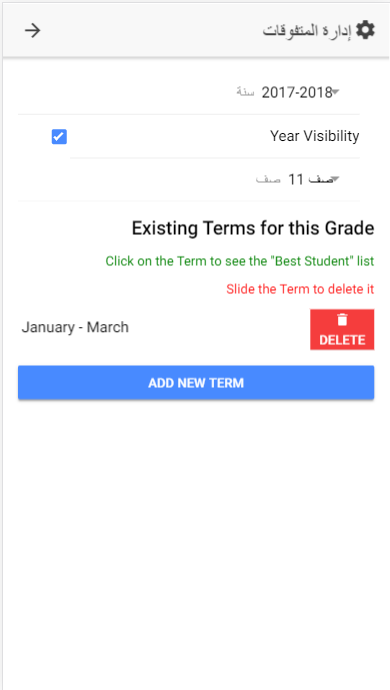 إدارة المتفوقات
سنة 2017-2018
Year Visibility
صف صف 11
Existing Terms for this Grade
Click on the Term to see the "Best Student" list
Slide the Term to delete it
January - March
DELETE
ADD NEW TERM